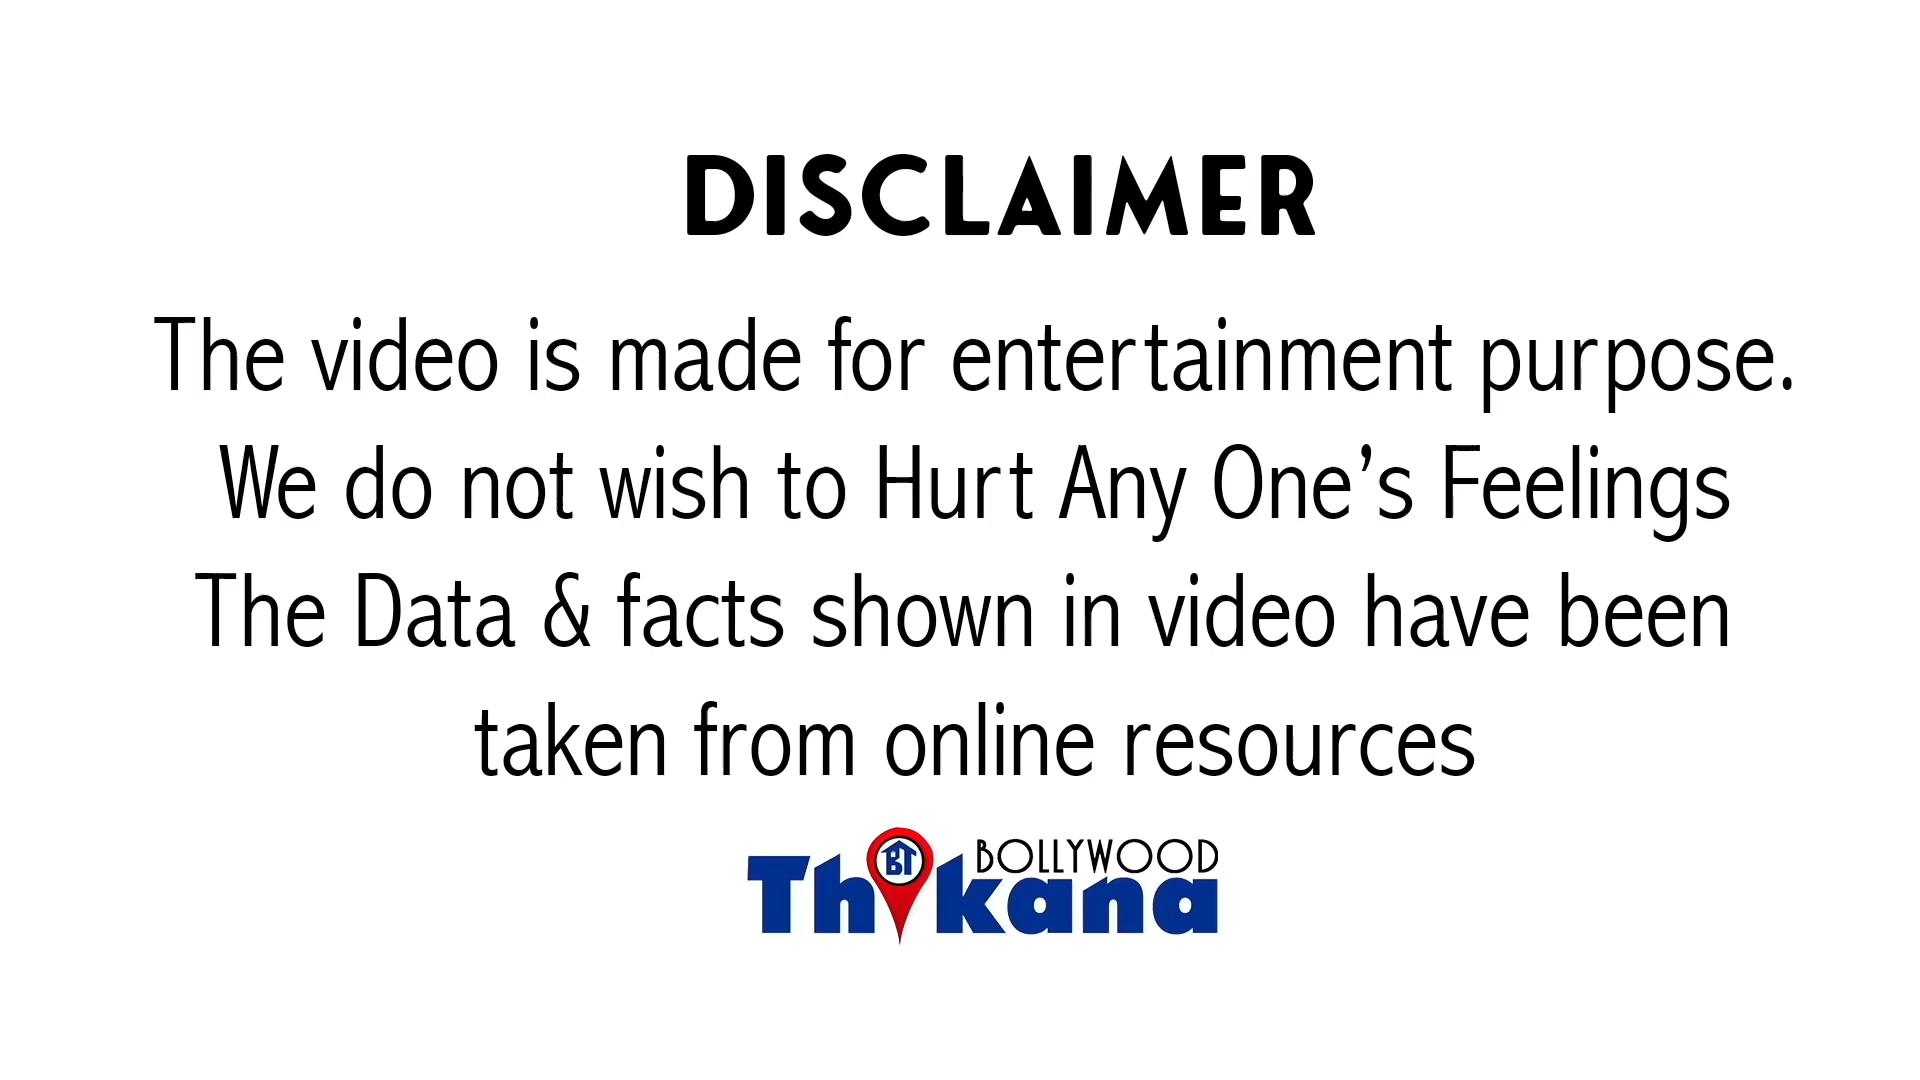 DISCLAIMER
The video is made for entertainment purpose.
We do not wish to Hurt Any One’s Feelings
The Data & facts shown in video have been
taken from online resources
BT
BOLLYWOOD
Thikana